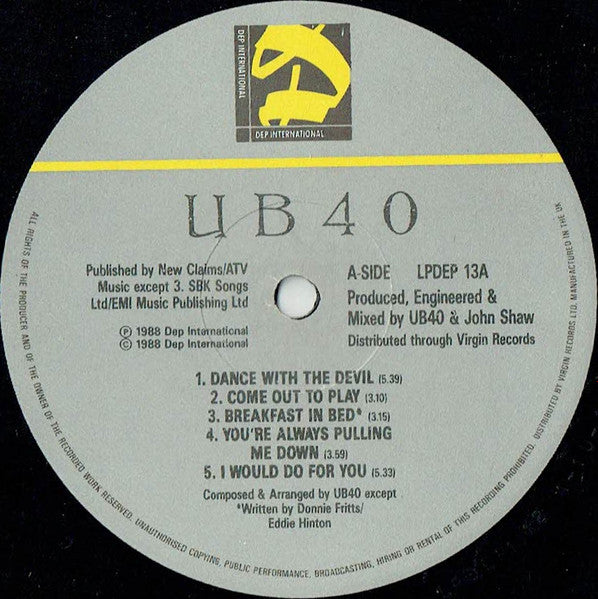 DEP INTERNATIONAL
DEP INTERNATIONAL
UB40
Published by New Claims/ATV
Music except 3. SBK Songs
Ltd/EMI Music Publishing Ltd
Ⓟ 1988 Dep International
© 1988 Dep International
A-SIDE LPDEP 13A
Produced, Engineered &
Mixed by UB40 & John Shaw
Distributed through Virgin Records
1. DANCE WITH THE DEVIL (5.39)
2. COME OUT TO PLAY (3.10)
3. BREAKFAST IN BED* (3.15)
4. YOU'RE ALWAYS PULLING
ME DOWN (3.59)
5. I WOULD DO FOR YOU (5.33)
Composed & Arranged by UB40 except
*Written by Donnie Fritts/
Eddie Hinton
ALL RIGHTS OF THE PRODUCER AND OF THE OWNER OF THE RECORDED WORK RESERVED. UNAUTHORISED COPYING, PUBLIC PERFORMANCE, BROADCASTING, HIRING OR RENTAL OF THIS RECORDING PROHIBITED. DISTRIBUTED BY VIRGIN RECORDS LTD. MANUFACTURED IN THE UK